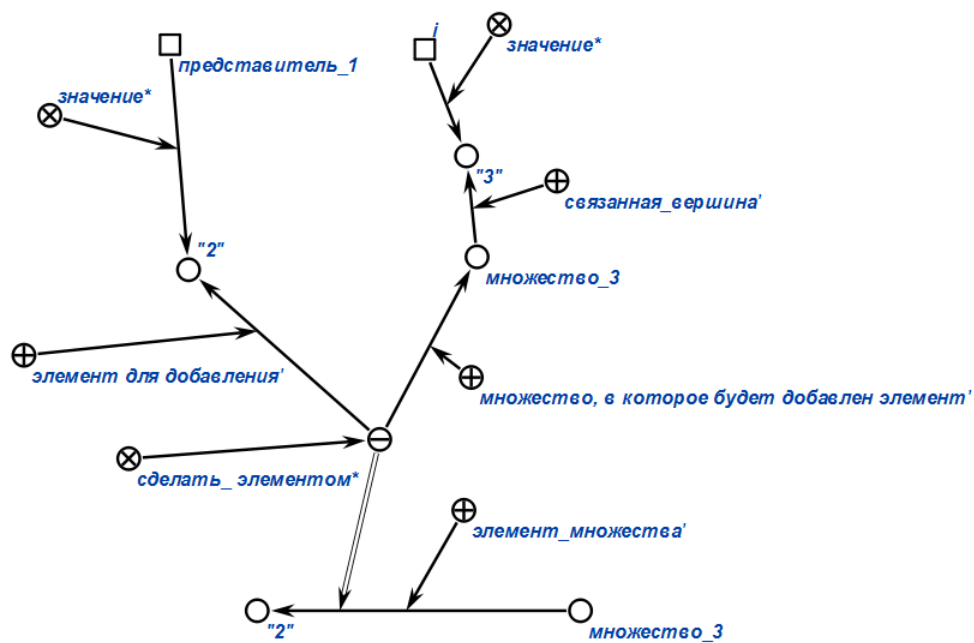 i
значение*
представитель_1
значение*
"3"
связанная_вершина'
"2"
множество_3
элемент для добавления'
множество, в которое будет добавлен элемент'
сделать_ элементом*
элемент_множества'
"2"
множество_3